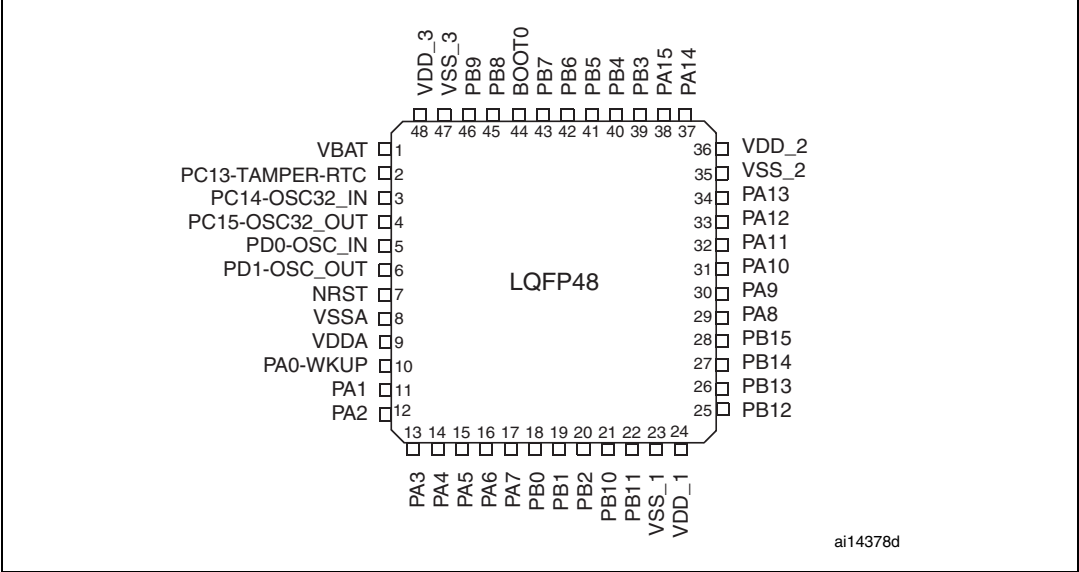 VDD_3
VSS_3
PB9
PB8
BOOT0
PB7
PB6
PB5
PB4
PB3
PA15
PA14
48 47 46 45 44 43 42 41 40 39 38 37
VBAT 1
PC13-TAMPER-RTC 2
PC14-OSC32_IN 3
PC15-OSC32_OUT 4
PD0-OSC_IN 5
PD1-OSC_OUT 6
NRST 7
VSSA 8
VDDA 9
PA0-WKUP 10
PA1 11
PA2 12
LQFP48
36 VDD_2
35 VSS_2
34 PA13
33 PA12
32 PA11
31 PA10
30 PA9
29 PA8
28 PB15
27 PB14
26 PB13
25 PB12
13 14 15 16 17 18 19 20 21 22 23 24
PA3
PA4
PA5
PA6
PA7
PB0
PB1
PB2
PB10
PB11
VSS_1
VDD_1
ai14378d